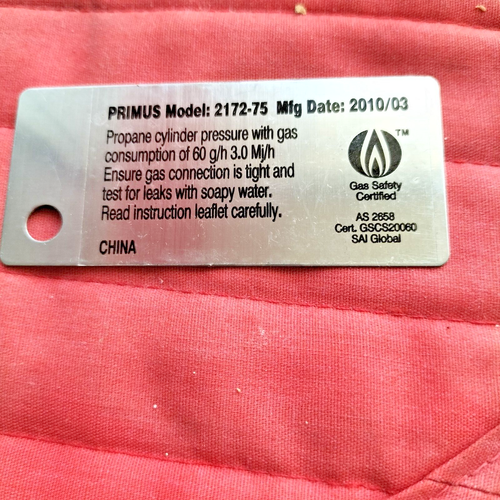 PRIMUS Model: 2172-75 Mfg Date: 2010/03
Propane cylinder pressure with gas
consumption of 60 g/h 3.0 Mj/h
Ensure gas connection is tight and
test for leaks with soapy water.
Read instruction leaflet carefully.
CHINA
TM
Gas Safety
Certified
AS 2658
Cert. GSCS20060
SAI Global